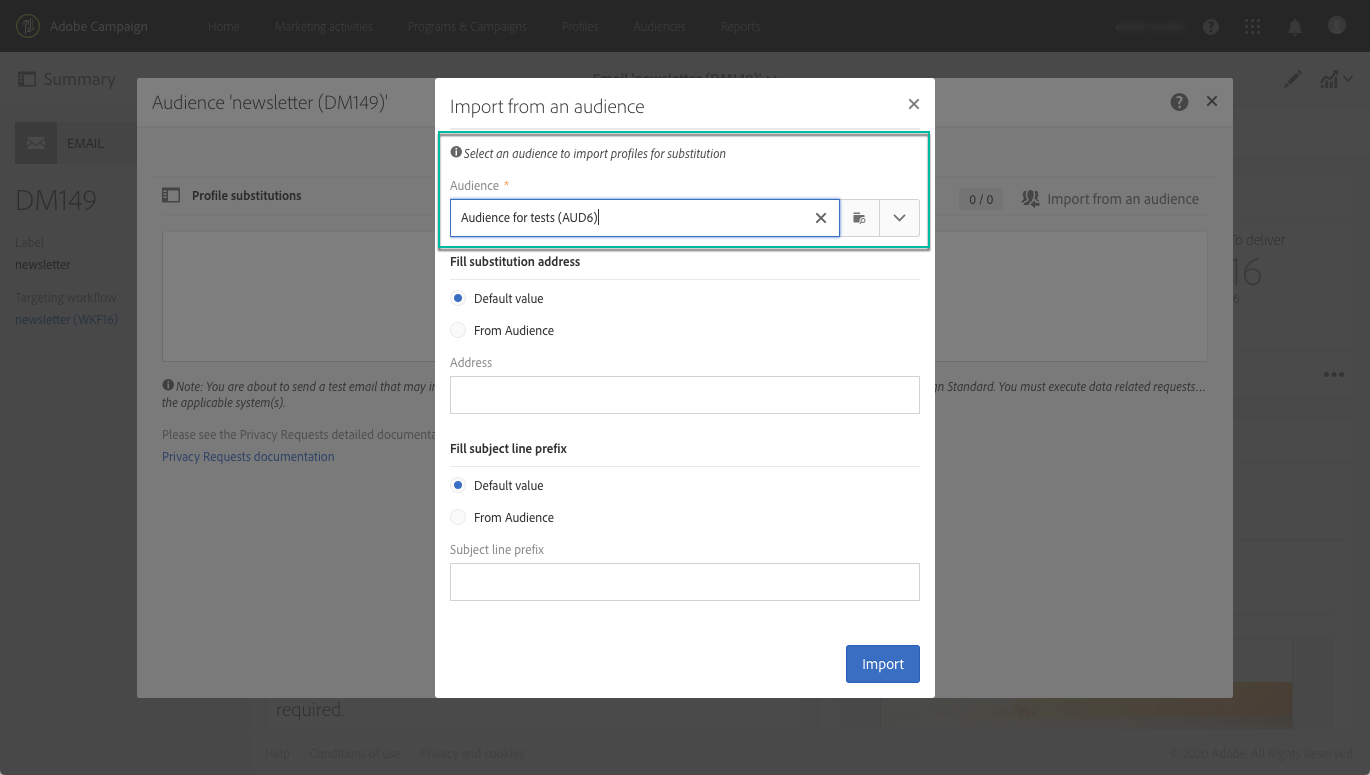 Adobe Campaign
Home
Marketing activities
Programs & Campaigns
Profiles
Audiences
Reports
Summary
Email 'newsletter (DM149)'
Audience 'newsletter (DM149)'
Import from an audience
EMAIL
Select an audience to import profiles for substitution
Audience *
Profile substitutions
0 / 0
Import from an audience
DM149
Audience for tests (AUD6)
Label
newsletter
To deliver
16
6
Fill substitution address
Targeting workflow
newsletter (WKF16)
Default value
From Audience
Address
Note: You are about to send a test email that may
gn Standard. You must execute data related requests...
the applicable system(s).
Please see the Privacy Requests detailed documenta
Privacy Requests documentation
Fill subject line prefix
Default value
From Audience
Subject line prefix
Import
required.
Help
Conditions of use
Privacy and cookies
© 2020 Adobe. All Rights Reserved.